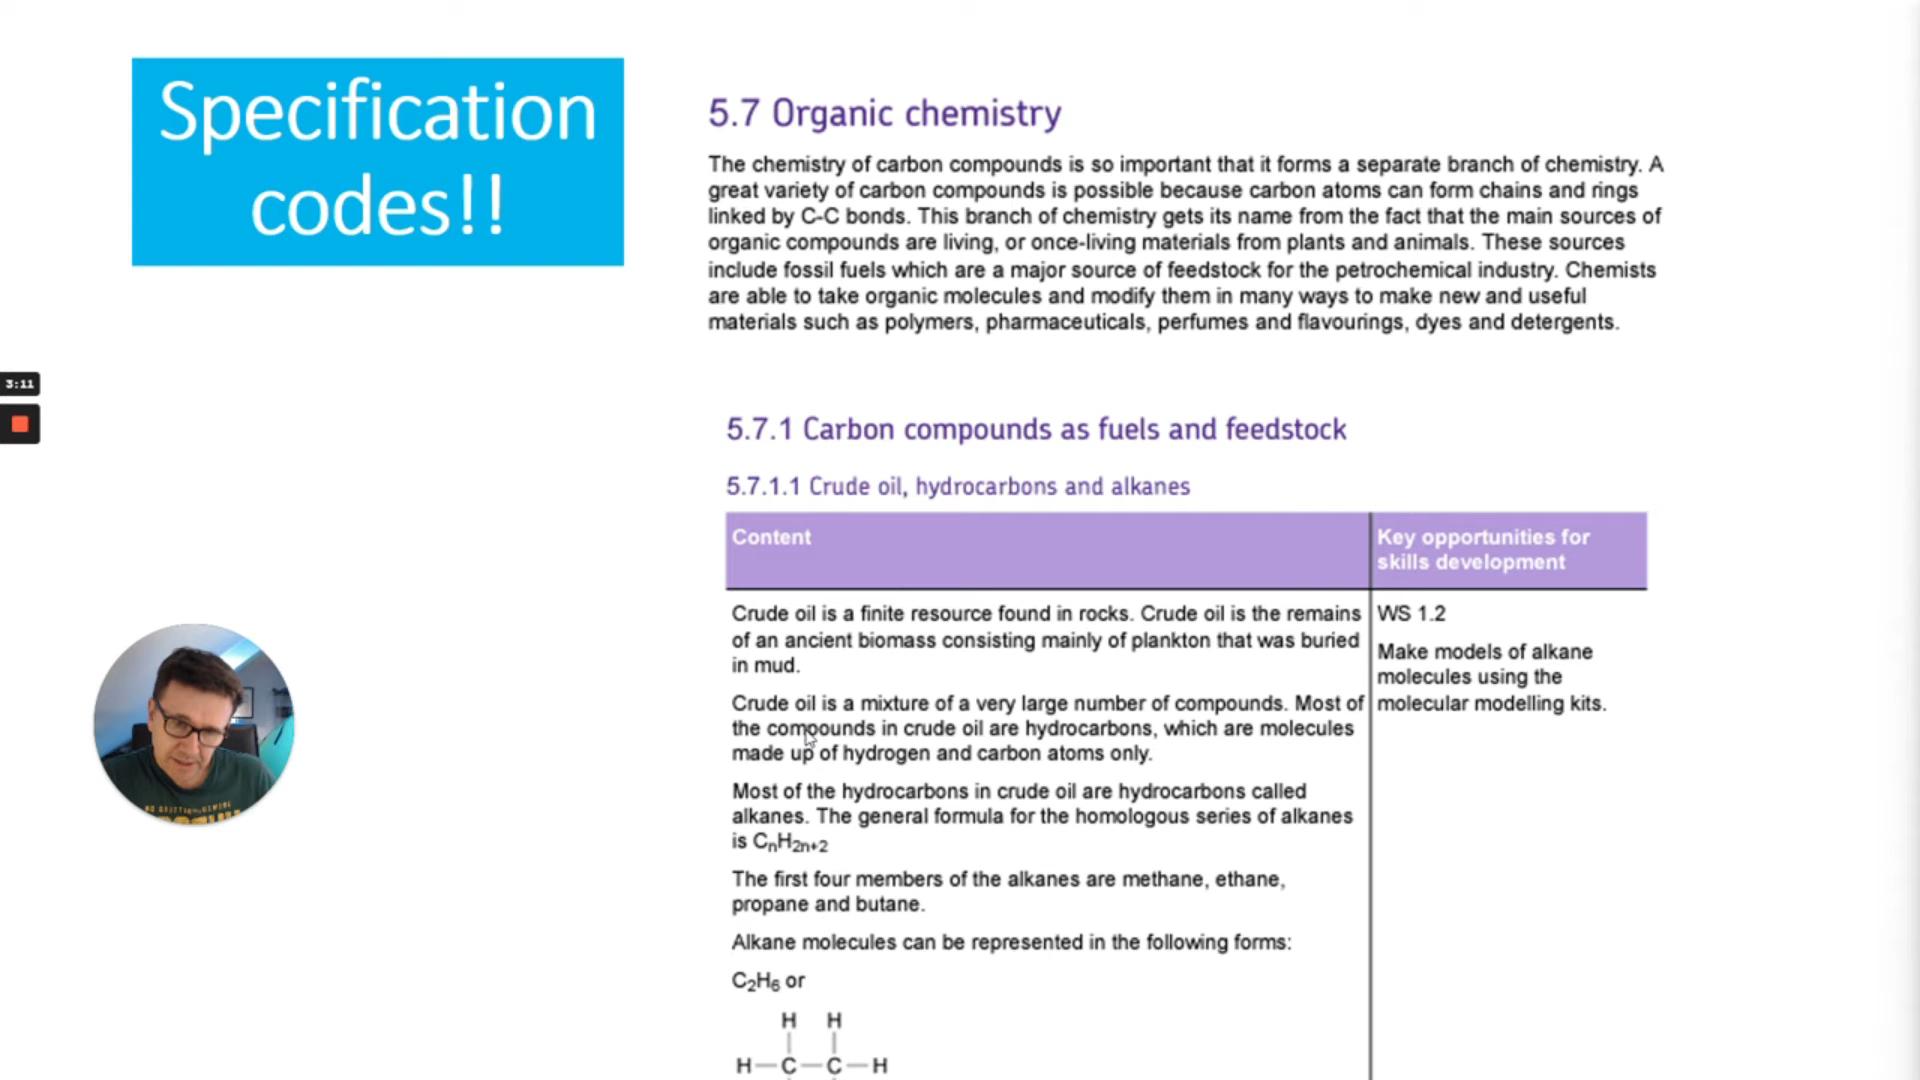 Specification
codes!!
5.7 Organic chemistry
The chemistry of carbon compounds is so important that it forms a separate branch of chemistry. A
great variety of carbon compounds is possible because carbon atoms can form chains and rings
linked by C-C bonds. This branch of chemistry gets its name from the fact that the main sources of
organic compounds are living, or once-living materials from plants and animals. These sources
include fossil fuels which are a major source of feedstock for the petrochemical industry. Chemists
are able to take organic molecules and modify them in many ways to make new and useful
materials such as polymers, pharmaceuticals, perfumes and flavourings, dyes and detergents.
3:11
5.7.1 Carbon compounds as fuels and feedstock
5.7.1.1 Crude oil, hydrocarbons and alkanes
Content
Key opportunities for
skills development
Crude oil is a finite resource found in rocks. Crude oil is the remains
of an ancient biomass consisting mainly of plankton that was buried
in mud.
Crude oil is a mixture of a very large number of compounds. Most of
the compounds in crude oil are hydrocarbons, which are molecules
made up of hydrogen and carbon atoms only.
Most of the hydrocarbons in crude oil are hydrocarbons called
alkanes. The general formula for the homologous series of alkanes
is CnH2n+2
The first four members of the alkanes are methane, ethane,
propane and butane.
Alkane molecules can be represented in the following forms:
C2H6 or
H H
H—C—C—H
WS 1.2
Make models of alkane
molecules using the
molecular modelling kits.